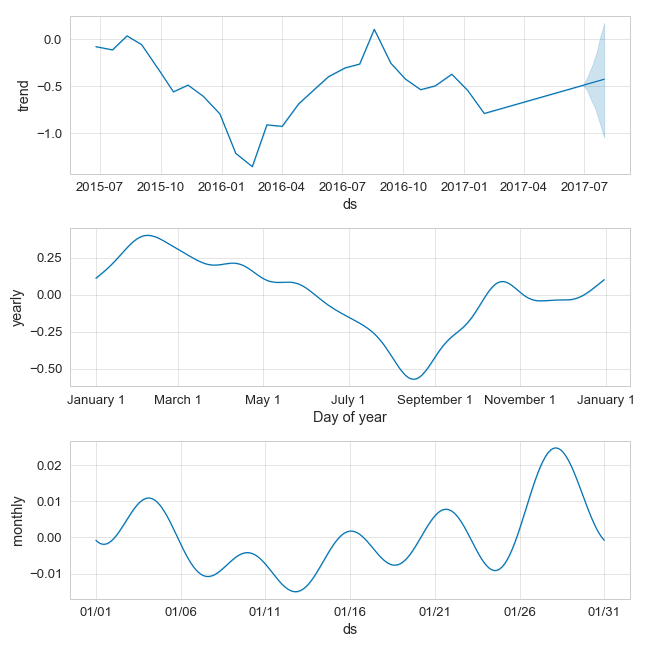 0.0
−0.5
−1.0
trend
2015-07 2015-10 2016-01 2016-04 2016-07 2016-10 2017-01 2017-04 2017-07
ds
0.25
0.00
−0.25
−0.50
yearly
January 1 March 1 May 1 July 1 September 1 November 1 January 1
Day of year
0.02
0.01
0.00
−0.01
monthly
01/01 01/06 01/11 01/16 01/21 01/26 01/31
ds